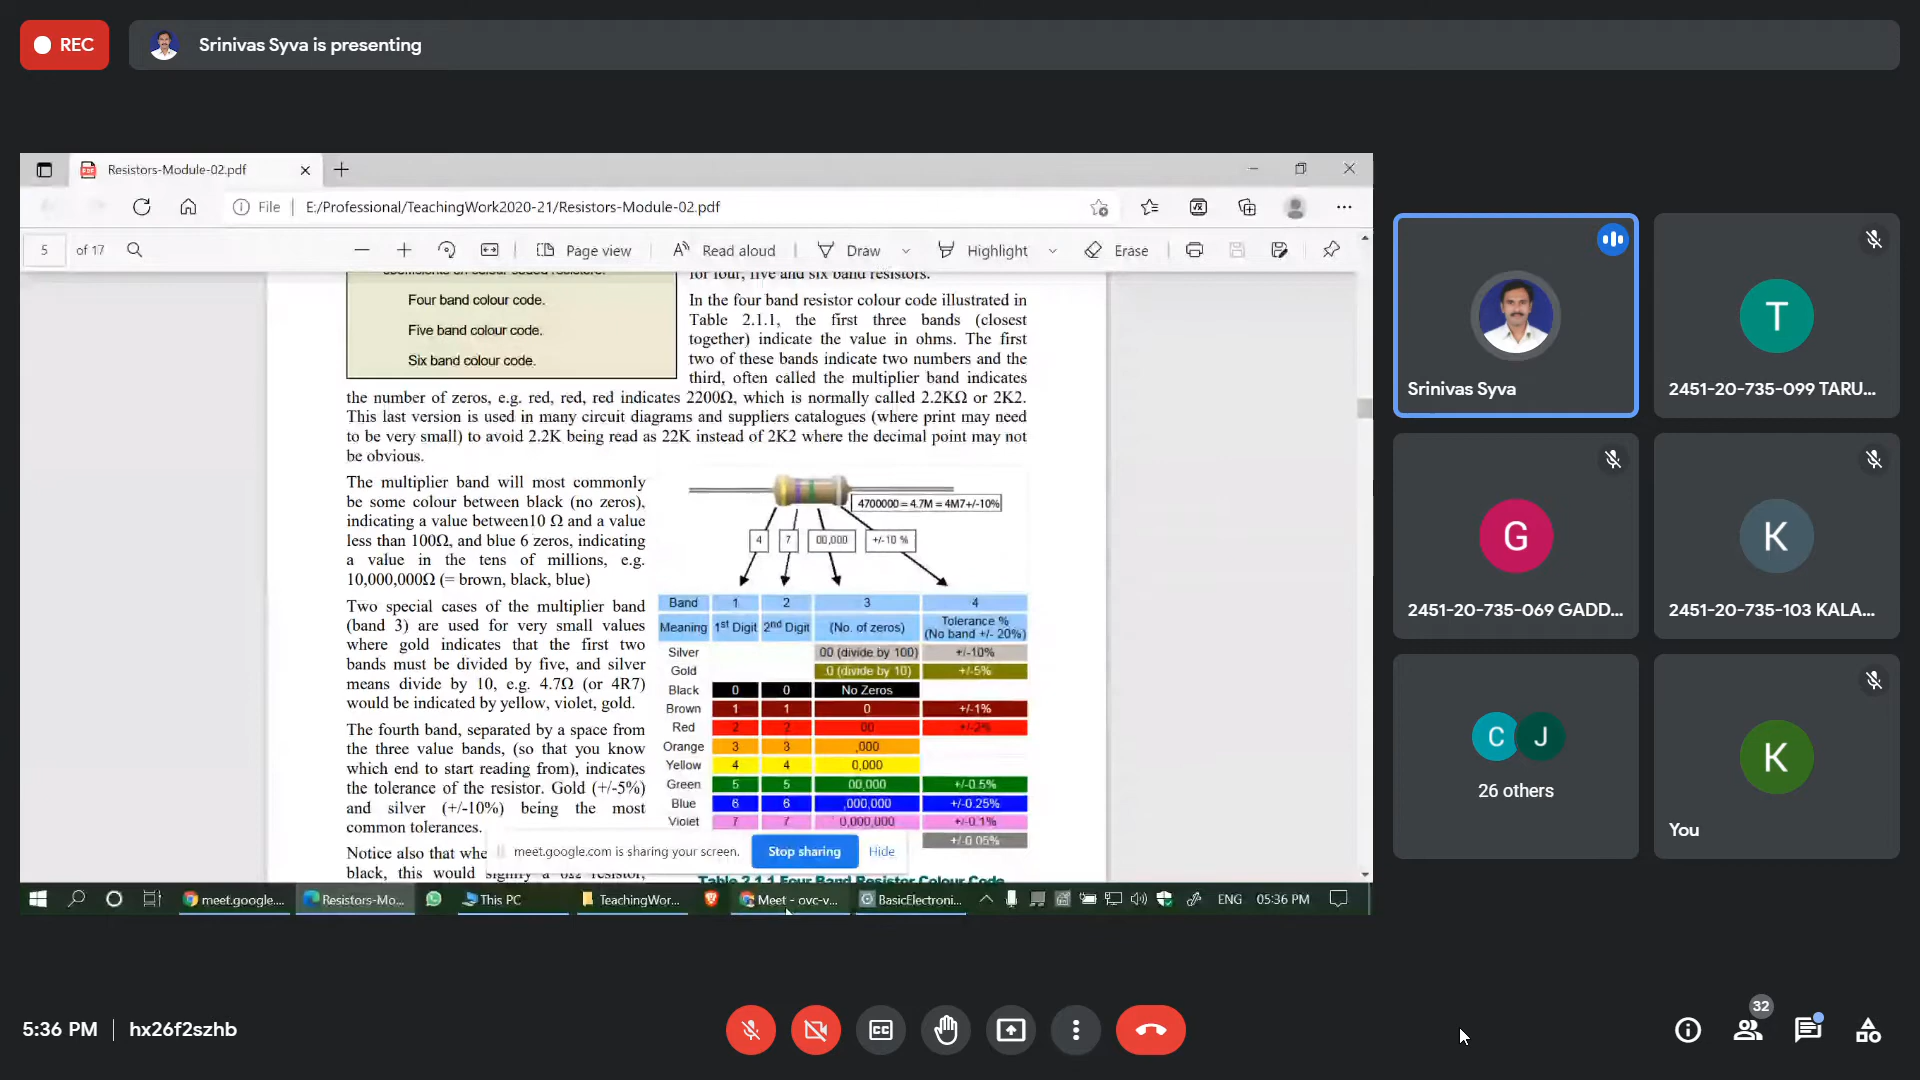 REC
Srinivas Syva is presenting
Resistors-Module-02.pdf
File
E:/Professional/TeachingWork2020-21/Resistors-Module-02.pdf
5 of 17
Page view
Read aloud
Draw
Highlight
Erase
coefficients on colour coded resistors.
Four band colour code.
Five band colour code.
Six band colour code.
for four, five and six band resistors.
In the four band resistor colour code illustrated in
Table 2.1.1, the first three bands (closest
together) indicate the value in ohms. The first
two of these bands indicate two numbers and the
third, often called the multiplier band indicates
the number of zeros, e.g. red, red, red indicates 2200Ω, which is normally called 2.2KΩ or 2K2.
This last version is used in many circuit diagrams and suppliers catalogues (where print may need
to be very small) to avoid 2.2K being read as 22K instead of 2K2 where the decimal point may not
be obvious.
The multiplier band will most commonly
be some colour between black (no zeros),
indicating a value between10 Ω and a value
less than 100Ω, and blue 6 zeros, indicating
a value in the tens of millions, e.g.
10,000,000Ω (= brown, black, blue)
Two special cases of the multiplier band
(band 3) are used for very small values
where gold indicates that the first two
bands must be divided by five, and silver
means divide by 10, e.g. 4.7Ω (or 4R7)
would be indicated by yellow, violet, gold.
The fourth band, separated by a space from
the three value bands, (so that you know
which end to start reading from), indicates
the tolerance of the resistor. Gold (+/-5%)
and silver (+/-10%) being the most
common tolerances.
Notice also that whe
black, this would signify a 0Ω resistor,
4700000 = 4.7M = 4M7+/-10%
4 7 00,000 +/-10 %
Band 1 2 3 4
Meaning 1st Digit 2nd Digit (No. of zeros) Tolerance %
(No band +/- 20%)
Silver 00 (divide by 100) +/-10%
Gold 0 (divide by 10) +/-5%
Black 0 0 No Zeros
Brown 1 1 0 +/-1%
Red 2 2 00 +/-2%
Orange 3 3 ,000
Yellow 4 4 0,000
Green 5 5 00,000 +/-0.5%
Blue 6 6 ,000,000 +/-0.25%
Violet 7 7 0,000,000 +/-0.1%
+/-0.05%
Table 2.1.1 Four Band Resistor Colour Code
meet.google.com is sharing your screen.
Stop sharing
Hide
meet.google....
Resistors-Mo...
This PC
TeachingWor...
Meet - ovc-v...
BasicElectroni...
ENG
05:36 PM
Srinivas Syva
T
2451-20-735-099 TARU...
G
2451-20-735-069 GADD...
K
2451-20-735-103 KALA...
C J
26 others
K
You
5:36 PM
hx26f2szhb
CC
32